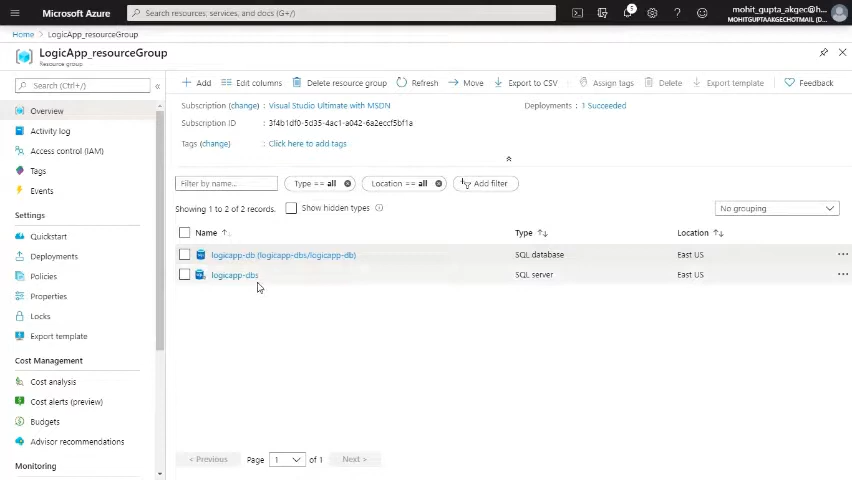 Microsoft Azure
Search resources, services, and docs (G+/)
5
mohit_gupta_akgec@h...
MOHITGUPTAAKGECHOTMAIL (D...
Home > LogicApp_resourceGroup
LogicApp_resourceGroup
Resource group
Search (Ctrl+/)
Add
Edit columns
Delete resource group
Refresh
Move
Export to CSV
Assign tags
Delete
Export template
Feedback
Overview
Activity log
Access control (IAM)
Tags
Events
Settings
Quickstart
Deployments
Policies
Properties
Locks
Export template
Cost Management
Cost analysis
Cost alerts (preview)
Budgets
Advisor recommendations
Monitoring
Subscription (change) : Visual Studio Ultimate with MSDN
Deployments : 1 Succeeded
Subscription ID : 3f4b1df0-5d35-4ac1-a042-6a2eccf5bf1a
Tags (change) : Click here to add tags
Filter by name...
Type == all
Location == all
Add filter
Showing 1 to 2 of 2 records.
Show hidden types
No grouping
Name Type Location
logicapp-db (logicapp-dbs/logicapp-db) SQL database East US
logicapp-dbs SQL server East US
< Previous Page 1 of 1 Next >